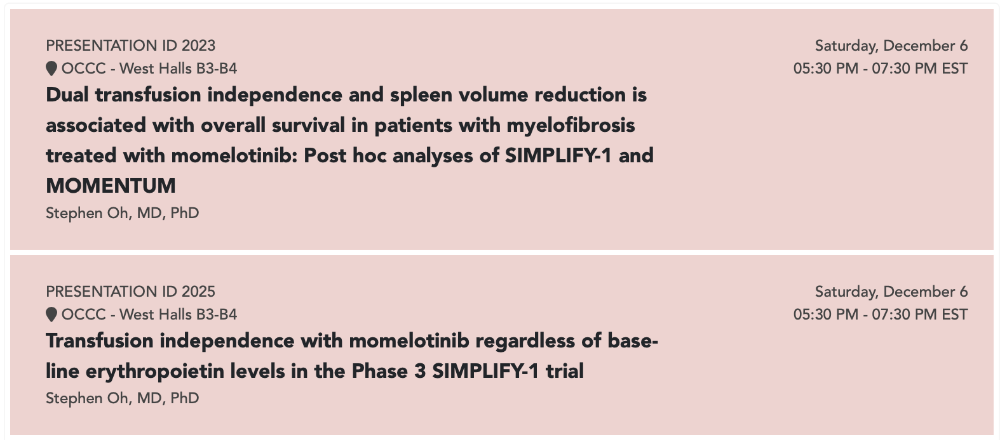 PRESENTATION ID 2023
Saturday, December 6
OCCC - West Halls B3-B4
05:30 PM - 07:30 PM EST
Dual transfusion independence and spleen volume reduction is
associated with overall survival in patients with myelofibrosis
treated with momelotinib: Post hoc analyses of SIMPLIFY-1 and
MOMENTUM
Stephen Oh, MD, PhD
PRESENTATION ID 2025
Saturday, December 6
OCCC - West Halls B3-B4
05:30 PM - 07:30 PM EST
Transfusion independence with momelotinib regardless of base-
line erythropoietin levels in the Phase 3 SIMPLIFY-1 trial
Stephen Oh, MD, PhD